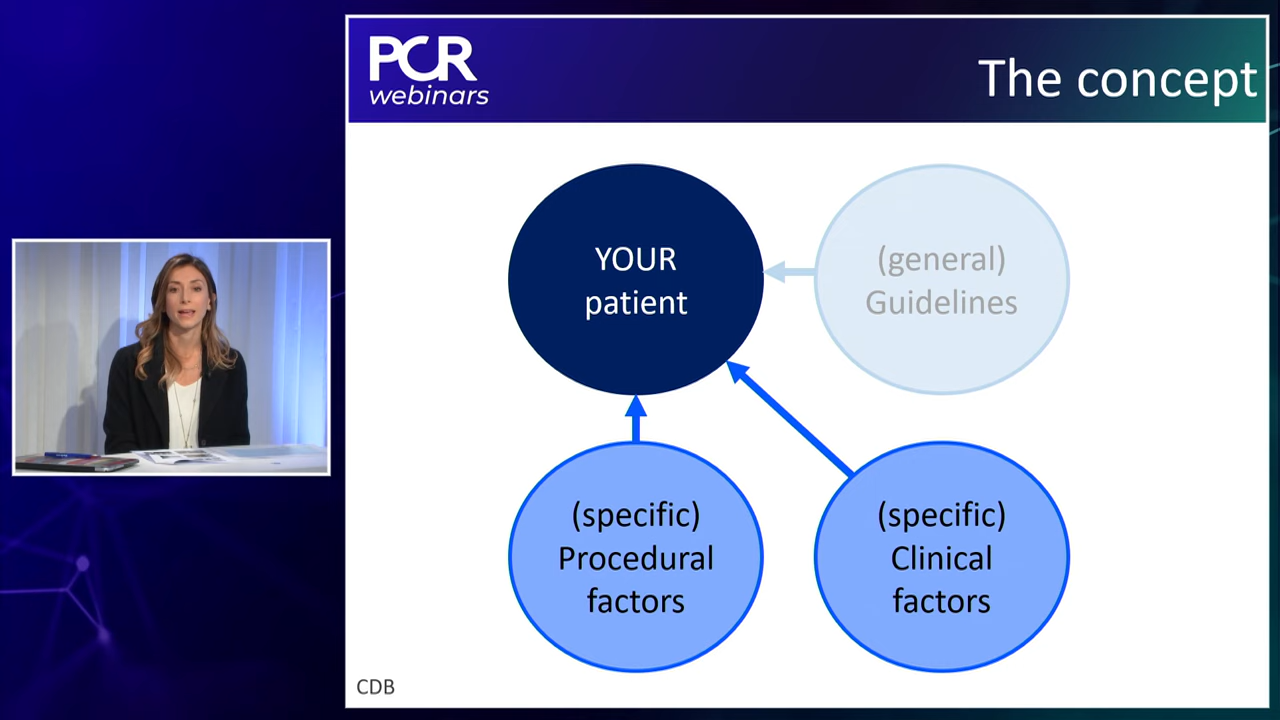 PCR
webinars
The concept
YOUR
patient
(general)
Guidelines
(specific)
Procedural
factors
(specific)
Clinical
factors
CDB